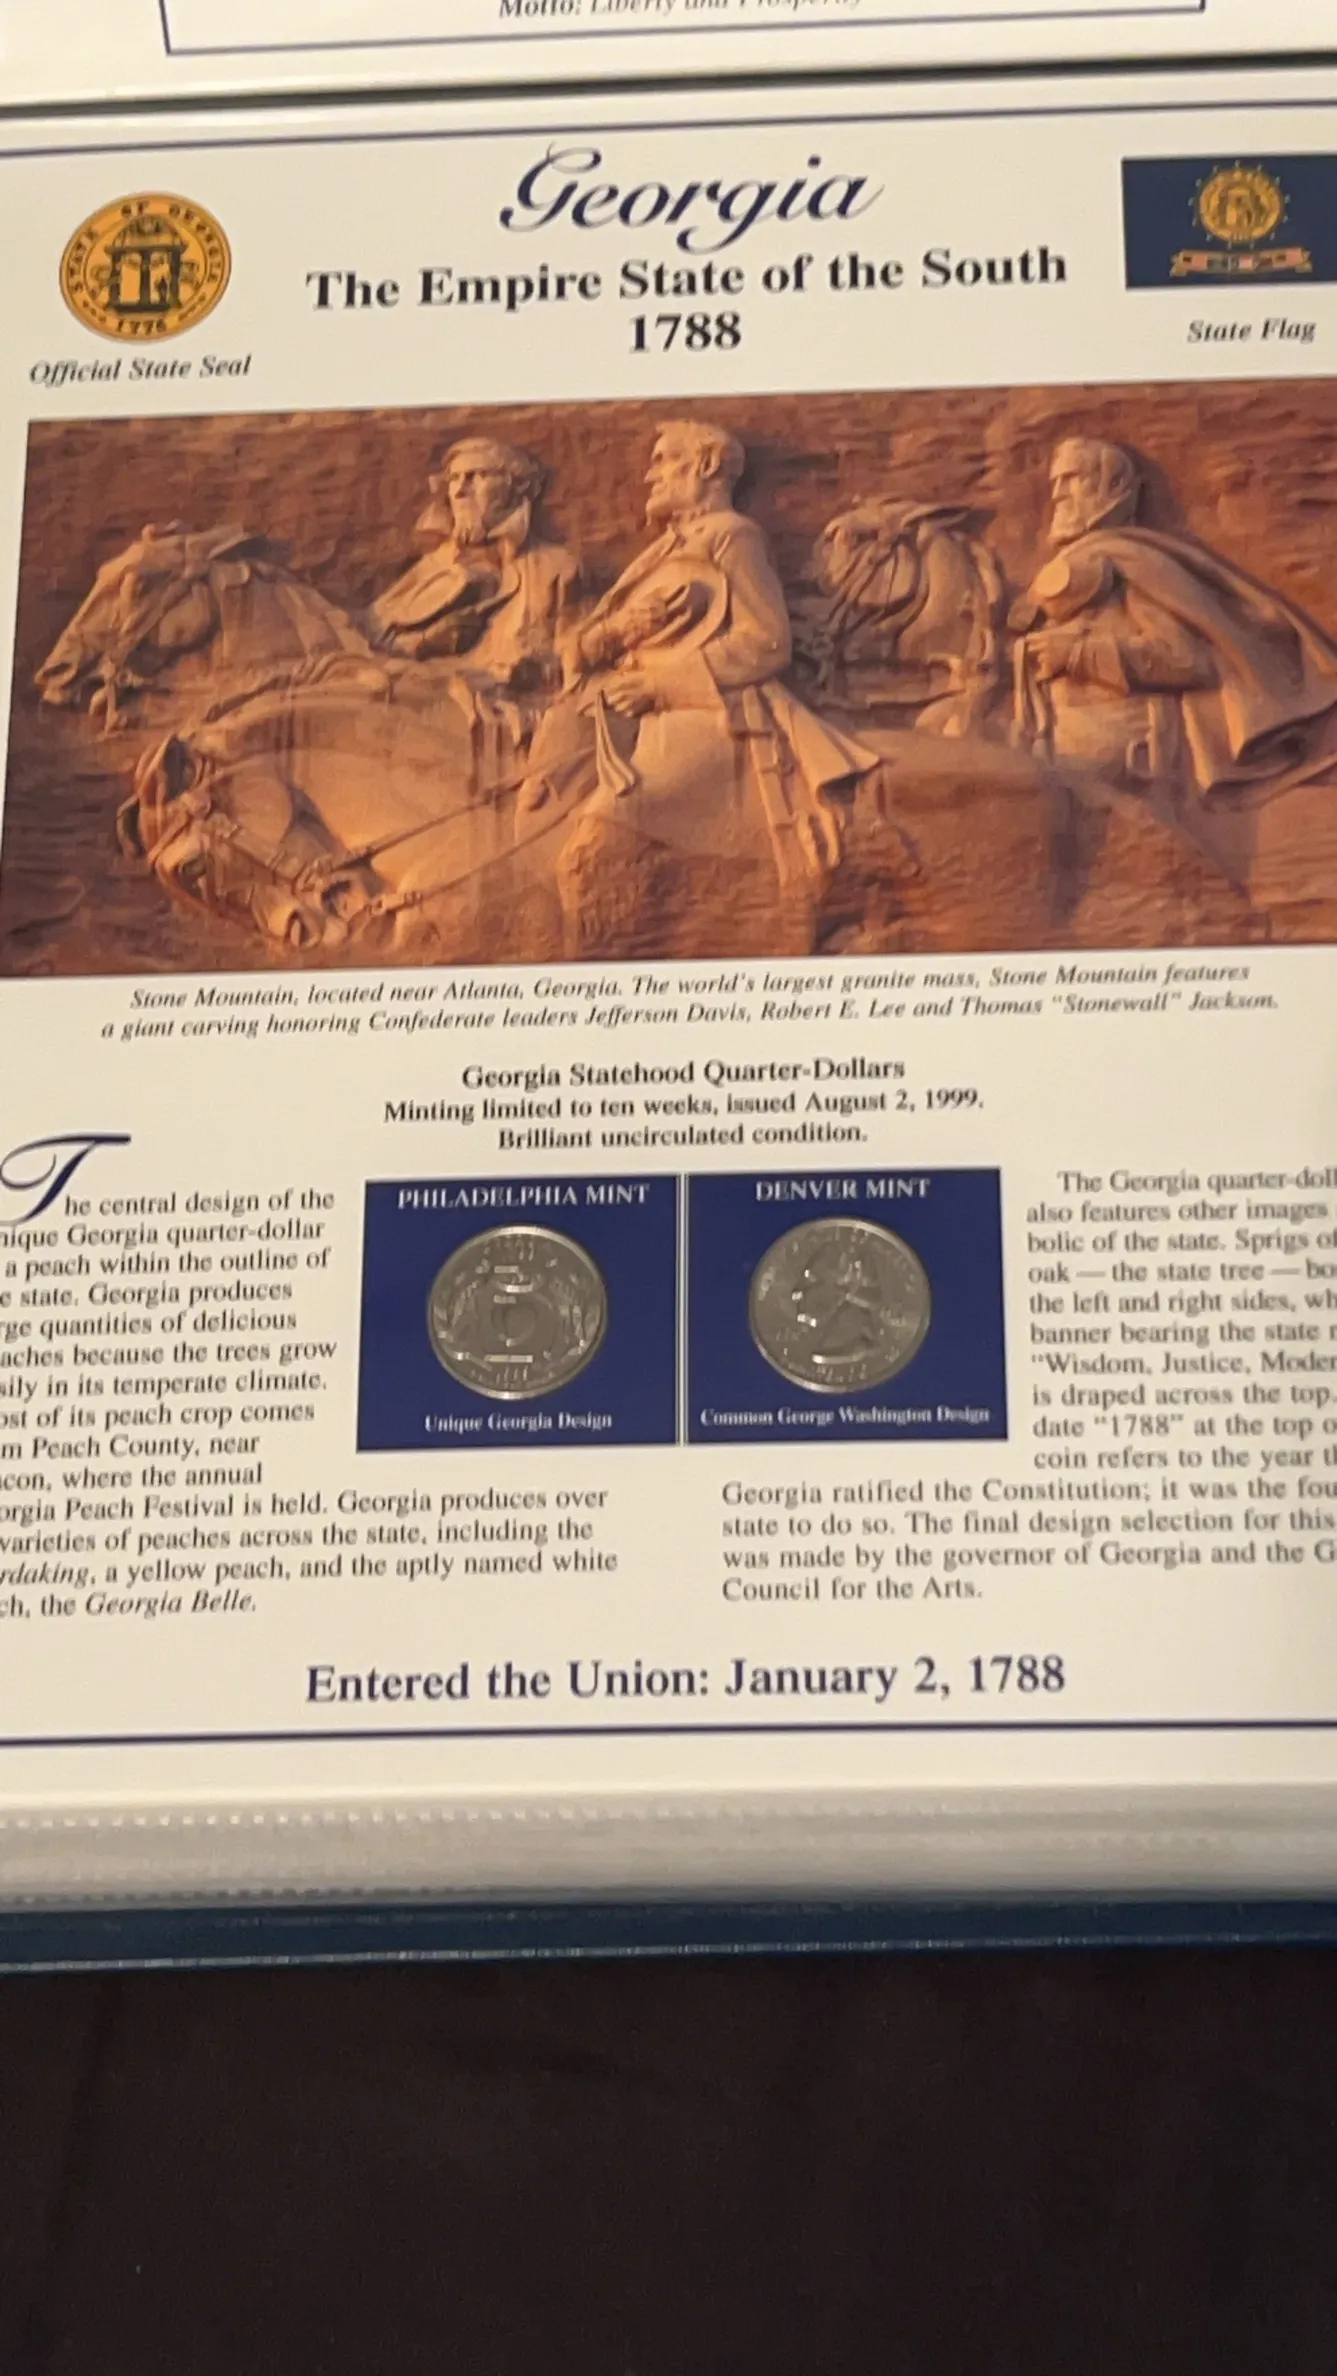 Motto: Liberty and Prosperity
Georgia
The Empire State of the South
1788
STATE OF GEORGIA
1776
Official State Seal
State Flag
Stone Mountain, located near Atlanta, Georgia. The world's largest granite mass, Stone Mountain features
a giant carving honoring Confederate leaders Jefferson Davis, Robert E. Lee and Thomas "Stonewall" Jackson.
Georgia Statehood Quarter-Dollars
Minting limited to ten weeks, issued August 2, 1999.
Brilliant uncirculated condition.
The central design of the
nique Georgia quarter-dollar
a peach within the outline of
e state. Georgia produces
rge quantities of delicious
aches because the trees grow
sily in its temperate climate.
ost of its peach crop comes
m Peach County, near
acon, where the annual
orgia Peach Festival is held. Georgia produces over
varieties of peaches across the state, including the
rdaking, a yellow peach, and the aptly named white
ch, the Georgia Belle.
PHILADELPHIA MINT
Unique Georgia Design
DENVER MINT
Common George Washington Design
The Georgia quarter-doll
also features other images
bolic of the state. Sprigs of
oak — the state tree — bo
the left and right sides, wh
banner bearing the state m
"Wisdom, Justice, Moder
is draped across the top.
date "1788" at the top o
coin refers to the year th
Georgia ratified the Constitution; it was the fou
state to do so. The final design selection for this
was made by the governor of Georgia and the G
Council for the Arts.
Entered the Union: January 2, 1788